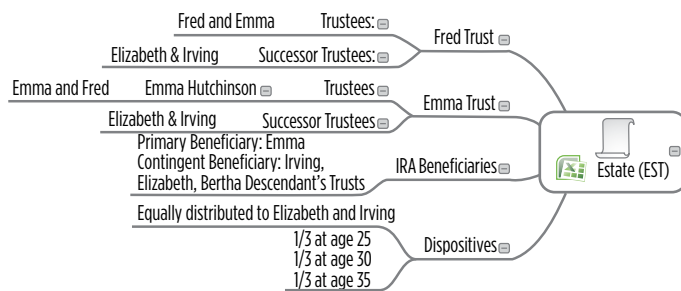 Fred and Emma Trustees:
Fred Trust
Elizabeth & Irving Successor Trustees:
Emma and Fred Emma Hutchinson Trustees
Emma Trust
Elizabeth & Irving Successor Trustees
Primary Beneficiary: Emma
Contingent Beneficiary: Irving,
Elizabeth, Bertha Descendant's Trusts
IRA Beneficiaries
Estate (EST)
Equally distributed to Elizabeth and Irving
Dispositives
1/3 at age 25
1/3 at age 30
1/3 at age 35